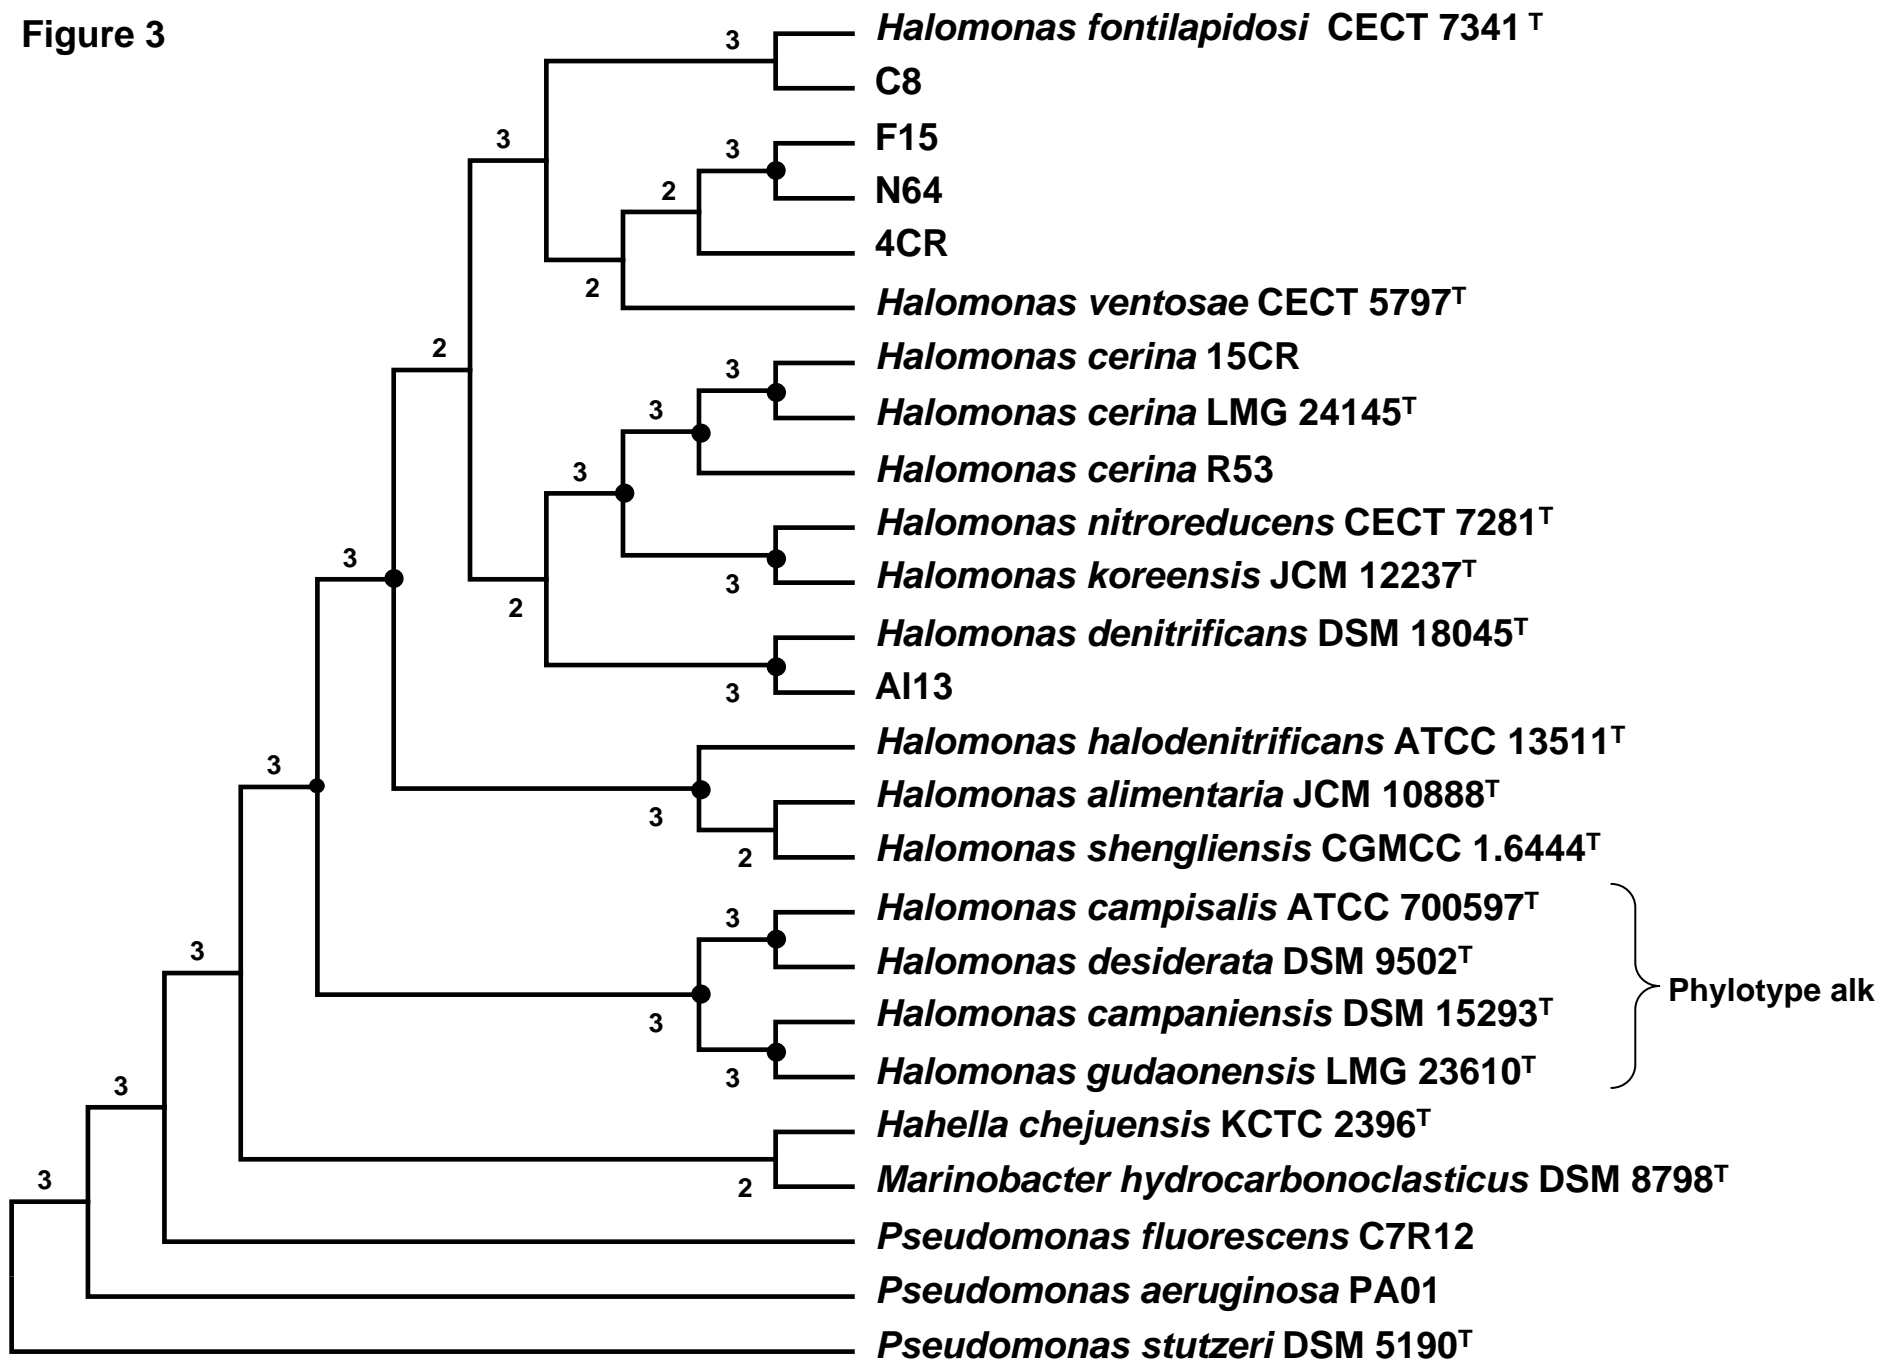 Figure 3
3
Halomonas fontilapidosi CECT 7341 T
C8
3
3
F15
N64
2
4CR
2
Halomonas ventosae CECT 5797T
2
3
Halomonas cerina 15CR
Halomonas cerina LMG 24145T
3
Halomonas cerina R53
3
Halomonas nitroreducens CECT 7281T
3
3
Halomonas koreensis JCM 12237T
2
Halomonas denitrificans DSM 18045T
3
AI13
Halomonas halodenitrificans ATCC 13511T
3
Halomonas alimentaria JCM 10888T
3
Halomonas shengliensis CGMCC 1.6444T
2
3
Halomonas campisalis ATCC 700597T
3
Halomonas desiderata DSM 9502T
Phylotype alk
3
Halomonas campaniensis DSM 15293T
3
3
Halomonas gudaonensis LMG 23610T
Hahella chejuensis KCTC 2396T
3
2
Marinobacter hydrocarbonoclasticus DSM 8798T
Pseudomonas fluorescens C7R12
Pseudomonas aeruginosa PA01
Pseudomonas stutzeri DSM 5190T